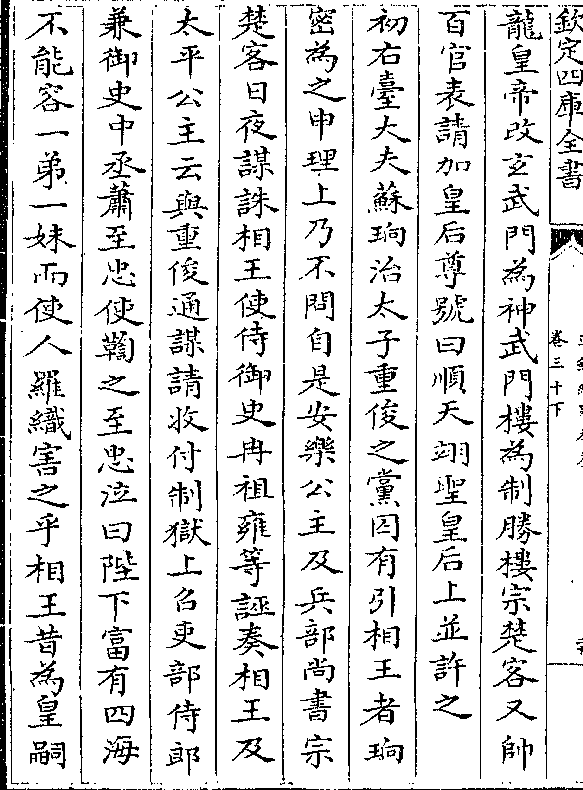 欽定四庫全書
卷三十下
龍皇帝改玄武門為神武門樓為制勝樓宗楚客又帥
百官表請加皇后尊號曰順天翊聖皇后上並許之
初右臺大夫蘇珦治太子重俊之黨囚有引相王者珦
密為之申理上乃不問自是安樂公主及兵部尚書宗
楚客日夜謀誅相王使侍御史冉祖雍等誣奏相王及
太平公主云與重俊通謀請收付制獄上召吏部侍郎
兼御史中丞蕭至忠使鞫之至忠泣曰陛下富有四海
不能容一弟一妹而使人羅織害之乎相王昔為皇嗣